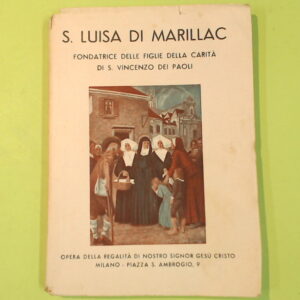 S. LUISA DI MARILLAC
FONDATRICE DELLE FIGLIE DELLA CARITÀ
DI S. VINCENZO DEI PAOLI
OPERA DELLA REGALITÀ DI NOSTRO SIGNOR GESÙ CRISTO
MILANO - PIAZZA S. AMBROGIO, 9